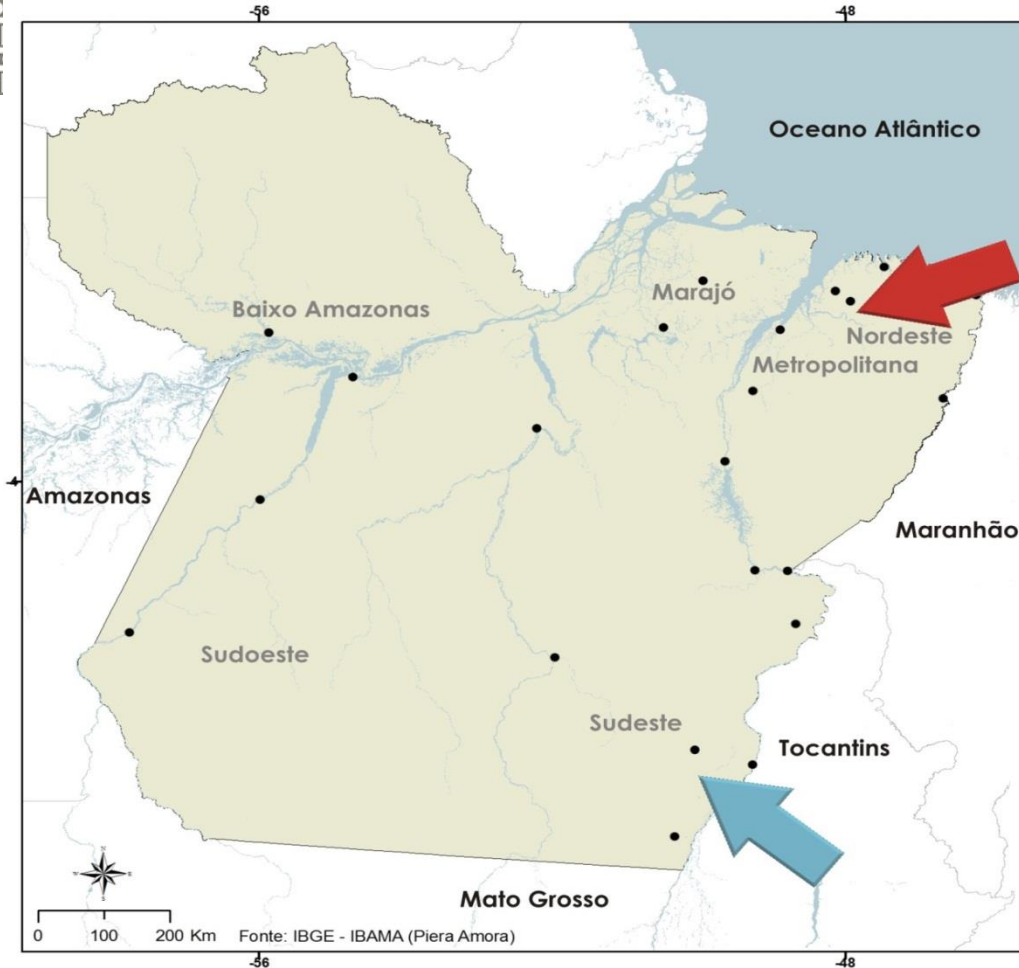 -56
-48
Oceano Atlântico
Marajó
Baixo Amazonas
Nordeste
Metropolitana
-4
Amazonas
Maranhão
Sudoeste
Sudeste
Tocantins
Mato Grosso
0 100 200 Km Fonte: IBGE - IBAMA (Piera Amora)
-56
-48